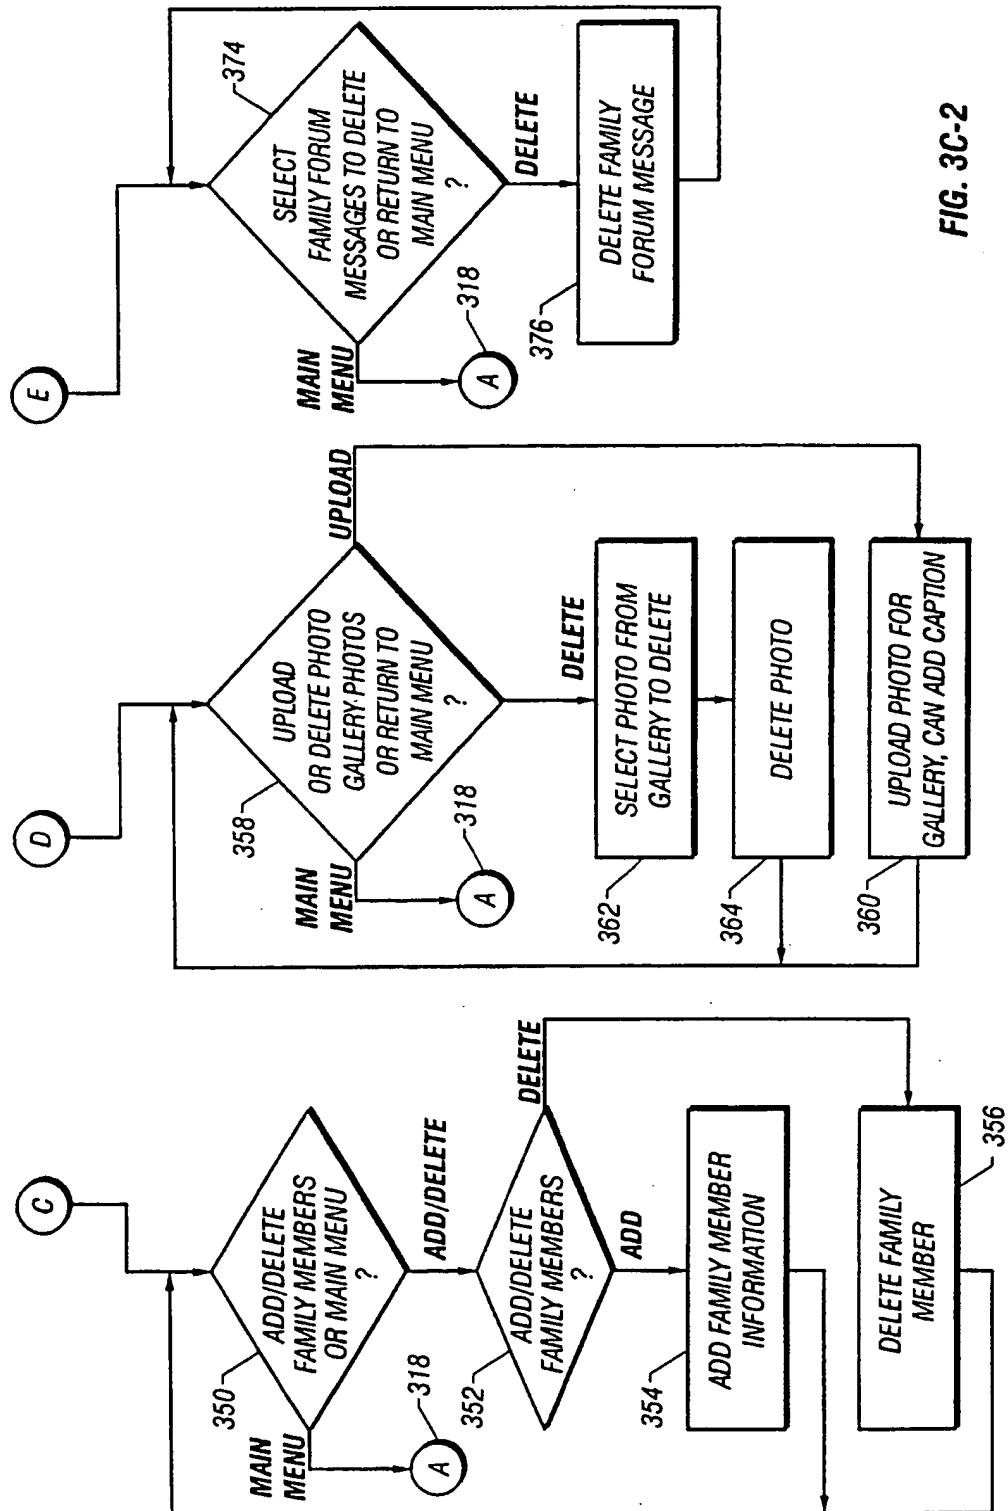 C
350
ADD/DELETE
FAMILY MEMBERS
OR MAIN MENU
?
MAIN
MENU
318
A
ADD/DELETE
352
ADD/DELETE
FAMILY MEMBERS
?
DELETE
ADD
354
ADD FAMILY MEMBER
INFORMATION
DELETE FAMILY
MEMBER
356
D
358
UPLOAD
OR DELETE PHOTO
GALLERY PHOTOS
OR RETURN TO
MAIN MENU
?
UPLOAD
MAIN
MENU
318
A
DELETE
362
SELECT PHOTO FROM
GALLERY TO DELETE
364
DELETE PHOTO
360
UPLOAD PHOTO FOR
GALLERY, CAN ADD CAPTION
E
374
SELECT
FAMILY FORUM
MESSAGES TO DELETE
OR RETURN TO
MAIN MENU
?
MAIN
MENU
318
A
DELETE
376
DELETE FAMILY
FORUM MESSAGE
FIG. 3C-2